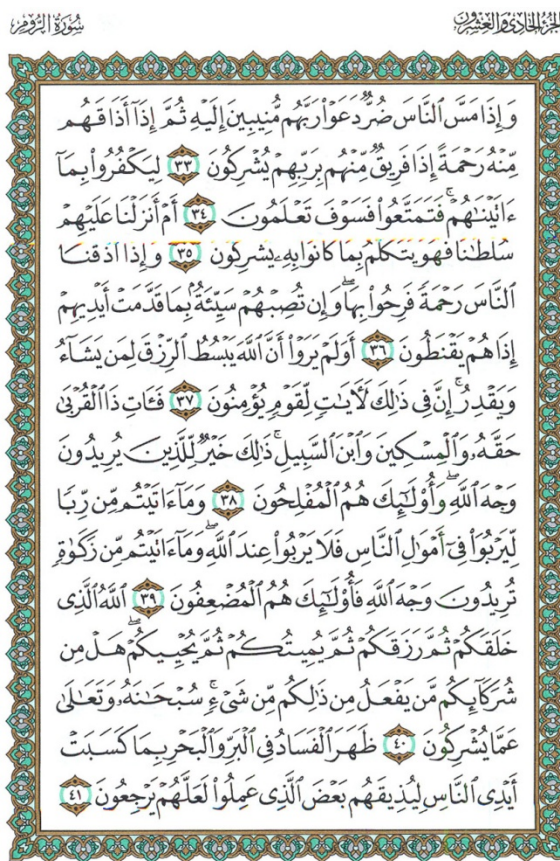 الجزء الحادي والعشرون
سُورَةُ الرُّومِ
وَإِذَا مَسَّ ٱلنَّاسَ ضُرٌّ دَعَوْا۟ رَبَّهُم مُّنِيبِينَ إِلَيْهِ ثُمَّ إِذَآ أَذَاقَهُم
مِّنْهُ رَحْمَةً إِذَا فَرِيقٌ مِّنْهُم بِرَبِّهِمْ يُشْرِكُونَ ٣٣ لِيَكْفُرُوا۟ بِمَآ
ءَاتَيْنَٰهُمْ ۚ فَتَمَتَّعُوا۟ فَسَوْفَ تَعْلَمُونَ ٣٤ أَمْ أَنزَلْنَا عَلَيْهِمْ
سُلْطَٰنًا فَهُوَ يَتَكَلَّمُ بِمَا كَانُوا۟ بِهِۦ يُشْرِكُونَ ٣٥ وَإِذَآ أَذَقْنَا
ٱلنَّاسَ رَحْمَةً فَرِحُوا۟ بِهَا ۖ وَإِن تُصِبْهُمْ سَيِّئَةٌۢ بِمَا قَدَّمَتْ أَيْدِيهِمْ
إِذَا هُمْ يَقْنَطُونَ ٣٦ أَوَلَمْ يَرَوْا۟ أَنَّ ٱللَّهَ يَبْسُطُ ٱلرِّزْقَ لِمَن يَشَآءُ
وَيَقْدِرُ ۚ إِنَّ فِى ذَٰلِكَ لَـَٔايَٰتٍ لِّقَوْمٍ يُؤْمِنُونَ ٣٧ فَـَٔاتِ ذَا ٱلْقُرْبَىٰ
حَقَّهُۥ وَٱلْمِسْكِينَ وَٱبْنَ ٱلسَّبِيلِ ۚ ذَٰلِكَ خَيْرٌ لِّلَّذِينَ يُرِيدُونَ
وَجْهَ ٱللَّهِ ۖ وَأُو۟لَٰٓئِكَ هُمُ ٱلْمُفْلِحُونَ ٣٨ وَمَآ ءَاتَيْتُم مِّن رِّبًا
لِّيَرْبُوَا۟ فِىٓ أَمْوَٰلِ ٱلنَّاسِ فَلَا يَرْبُوا۟ عِندَ ٱللَّهِ ۖ وَمَآ ءَاتَيْتُم مِّن زَكَوٰةٍ
تُرِيدُونَ وَجْهَ ٱللَّهِ فَأُو۟لَٰٓئِكَ هُمُ ٱلْمُضْعِفُونَ ٣٩ ٱللَّهُ ٱلَّذِى
خَلَقَكُمْ ثُمَّ رَزَقَكُمْ ثُمَّ يُمِيتُكُمْ ثُمَّ يُحْيِيكُمْ ۖ هَلْ مِن
شُرَكَآئِكُم مَّن يَفْعَلُ مِن ذَٰلِكُم مِّن شَىْءٍ ۚ سُبْحَٰنَهُۥ وَتَعَٰلَىٰ
عَمَّا يُشْرِكُونَ ٤٠ ظَهَرَ ٱلْفَسَادُ فِى ٱلْبَرِّ وَٱلْبَحْرِ بِمَا كَسَبَتْ
أَيْدِى ٱلنَّاسِ لِيُذِيقَهُم بَعْضَ ٱلَّذِى عَمِلُوا۟ لَعَلَّهُمْ يَرْجِعُونَ ٤١